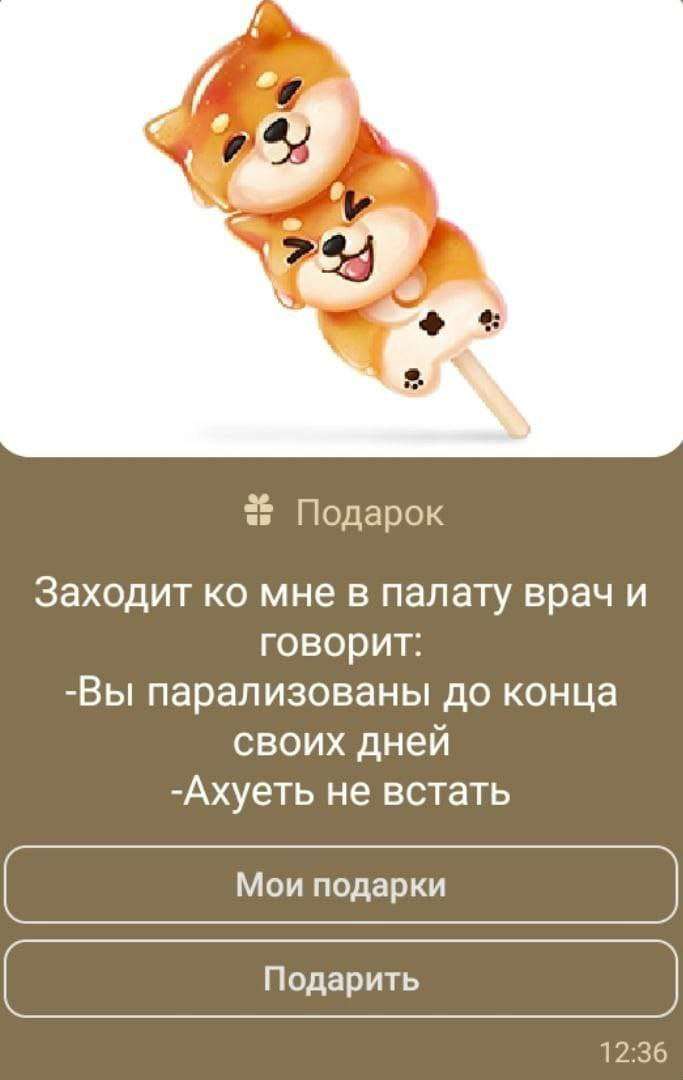 Подарок
Заходит ко мне в палату врач и
говорит:
-Вы парализованы до конца
своих дней
-Ахуеть не встать
Мои подарки
Подарить
12:36